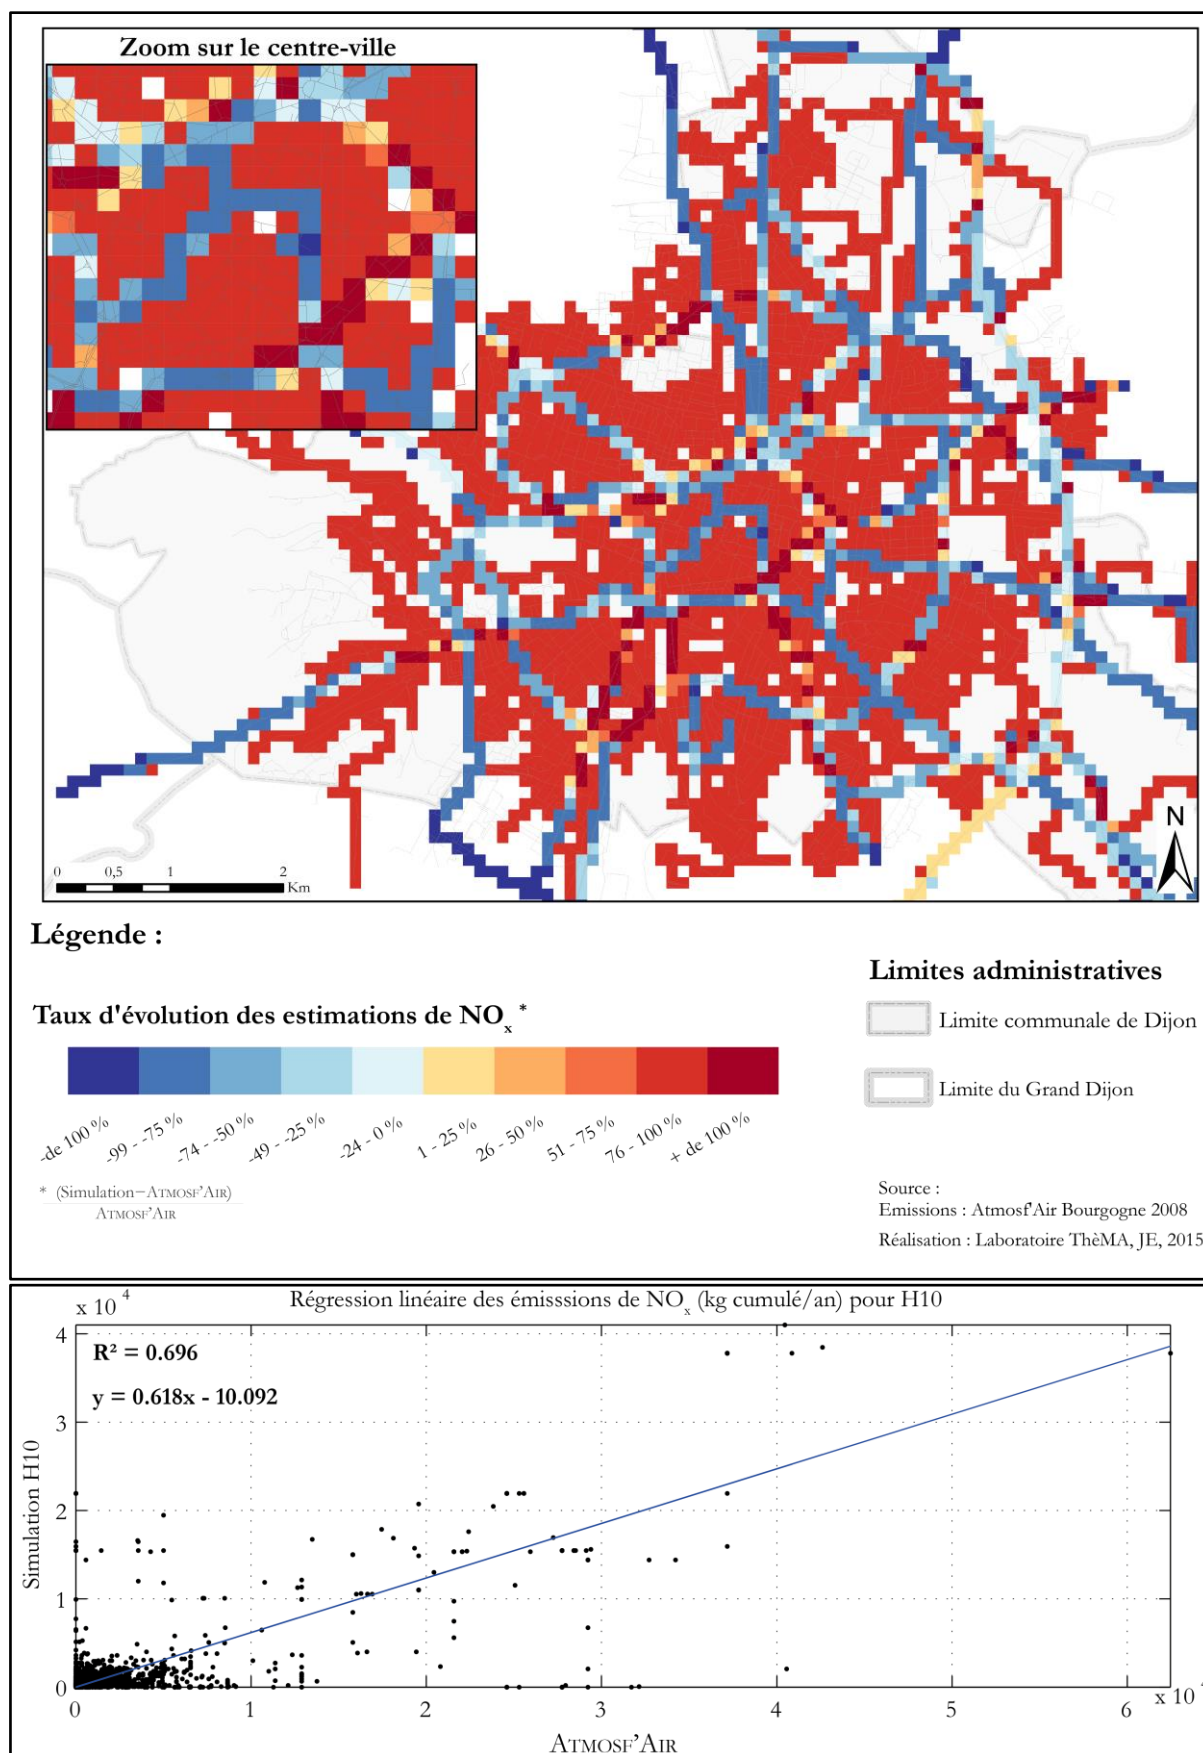 Zoom sur le centre-ville
N
0 0,5 1 2
Km
Légende :
Limites administratives
Taux d'évolution des estimations de NOx *
Limite communale de Dijon
Limite du Grand Dijon
-de 100 %
-99 - -75 %
-74 - -50 %
-49 - -25 %
-24 - 0 %
1 - 25 %
26 - 50 %
51 - 75 %
76 - 100 %
+ de 100 %
* (Simulation−ATMOSF'AIR)
ATMOSF'AIR
Source :
Emissions : Atmosf'Air Bourgogne 2008
Réalisation : Laboratoire ThèMA, JE, 2015
x 10 4
Régression linéaire des émisssions de NOx (kg cumulé/an) pour H10
R² = 0.696
y = 0.618x - 10.092
4
3
2
1
0
Simulation H10
0 1 2 3 4 5 6
x 10 4
ATMOSF'AIR